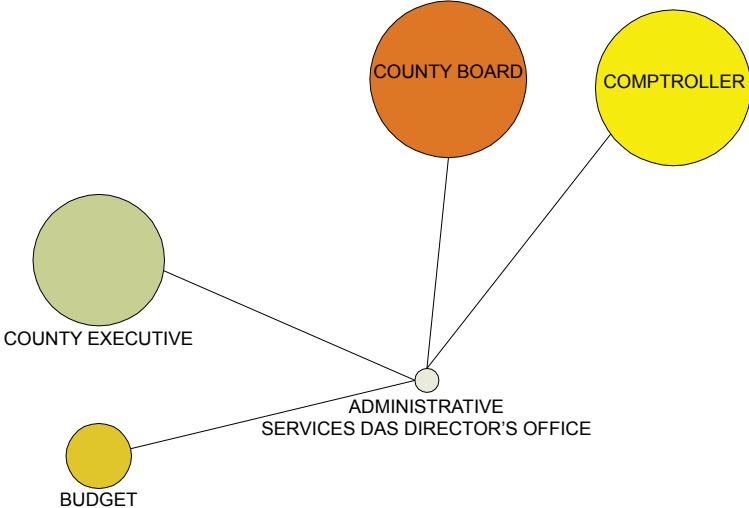 COUNTY BOARD
COMPTROLLER
COUNTY EXECUTIVE
ADMINISTRATIVE
SERVICES DAS DIRECTOR'S OFFICE
BUDGET